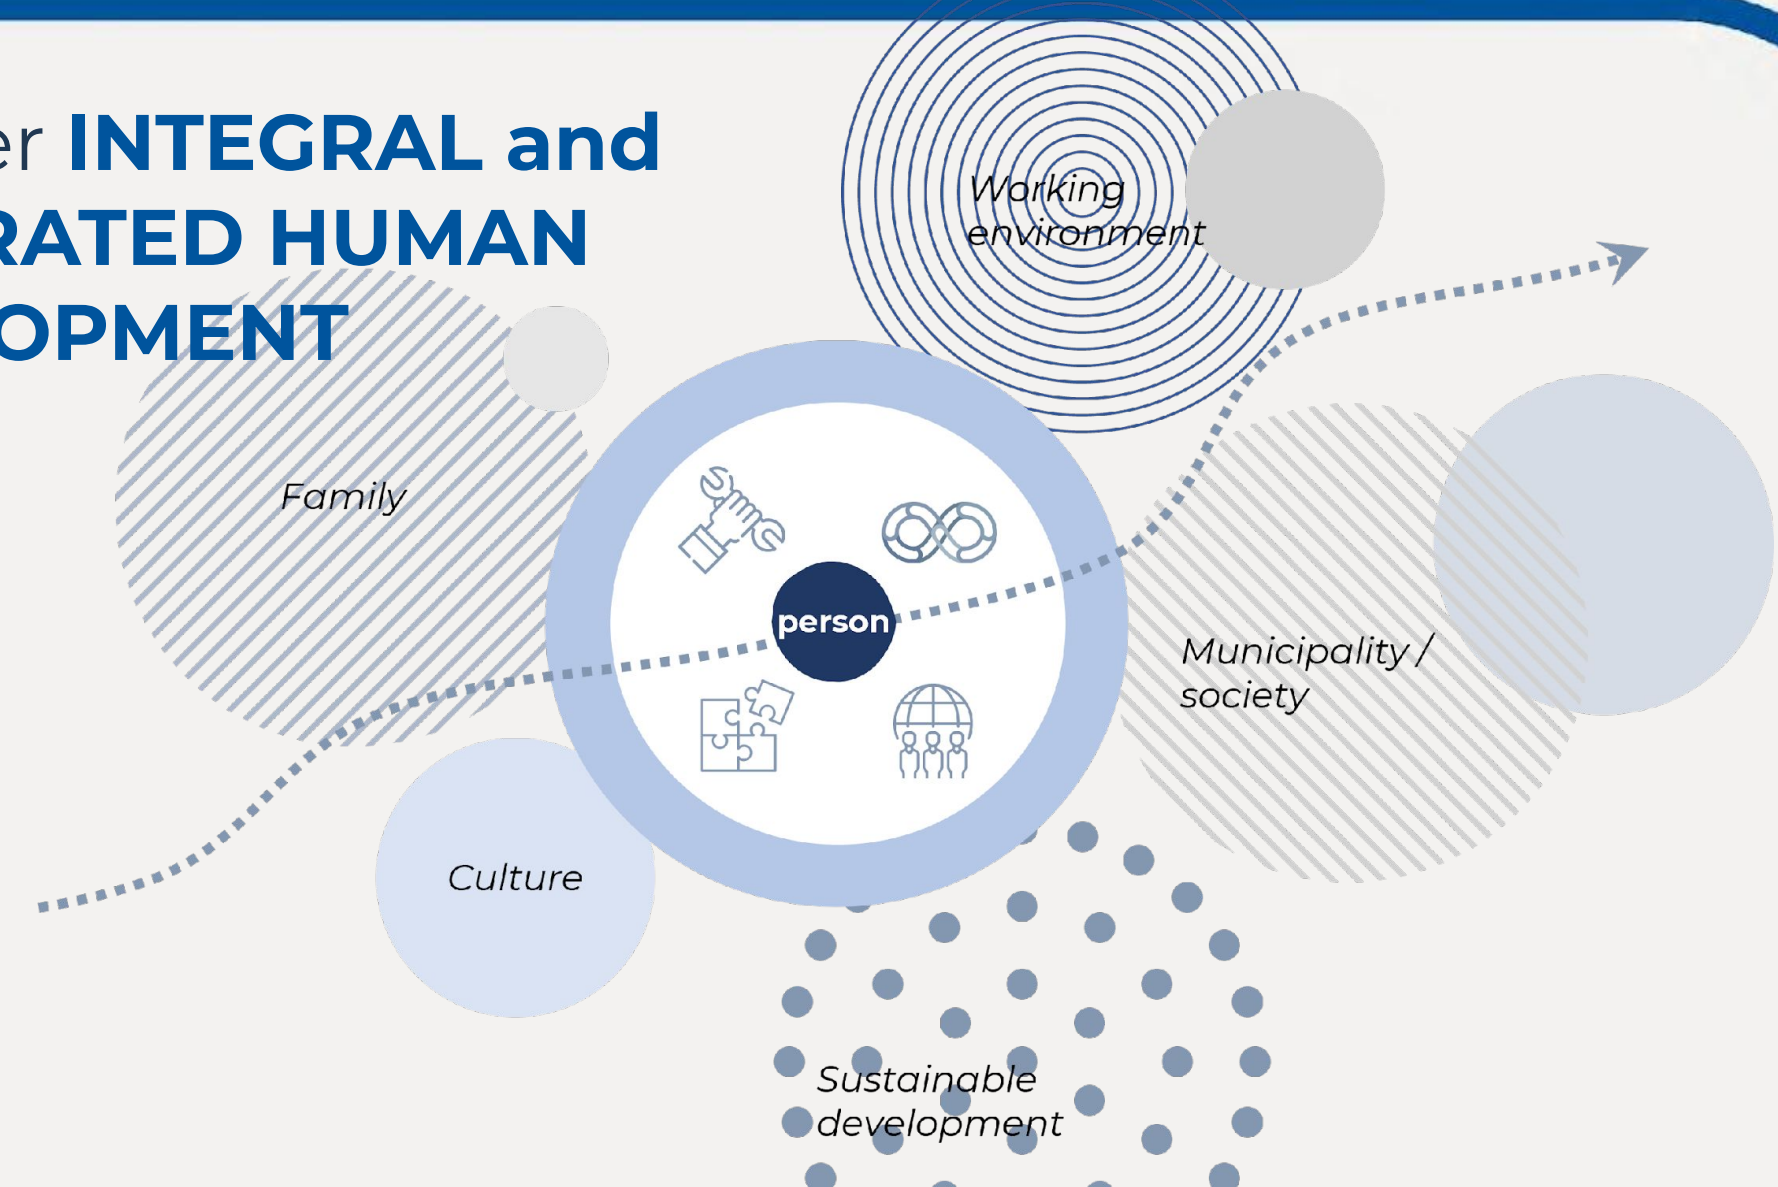 er INTEGRAL and
RATED HUMAN
OPMENT
Working
environment
Family
person
Municipality /
society
Culture
Sustainable
development